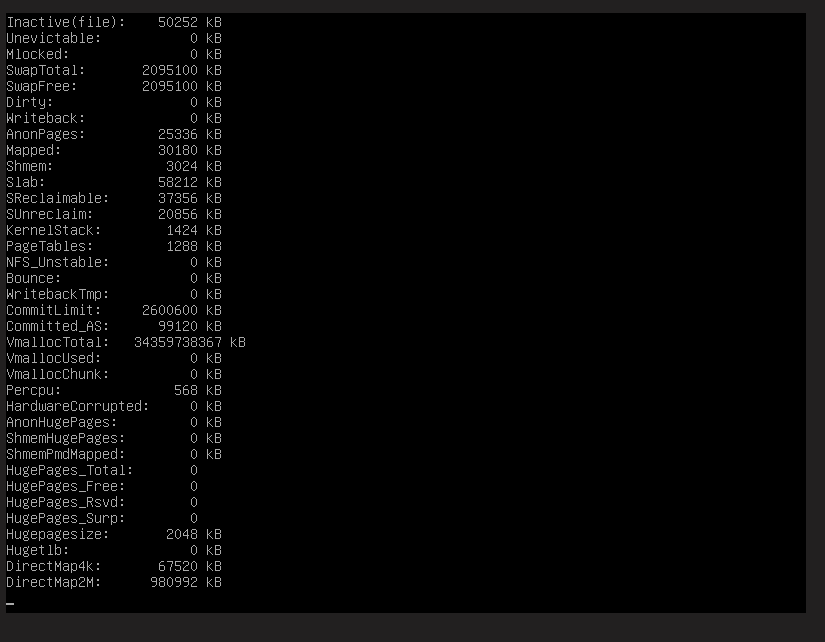 Inactive(file):    50252 kB
Unevictable:           0 kB
Mlocked:               0 kB
SwapTotal:       2095100 kB
SwapFree:        2095100 kB
Dirty:                 0 kB
Writeback:             0 kB
AnonPages:         25336 kB
Mapped:            30180 kB
Shmem:              3024 kB
Slab:              58212 kB
SReclaimable:      37356 kB
SUnreclaim:        20856 kB
KernelStack:        1424 kB
PageTables:         1288 kB
NFS_Unstable:          0 kB
Bounce:                0 kB
WritebackTmp:          0 kB
CommitLimit:     2600600 kB
Committed_AS:      99120 kB
VmallocTotal:   34359738367 kB
VmallocUsed:           0 kB
VmallocChunk:          0 kB
Percpu:              568 kB
HardwareCorrupted:     0 kB
AnonHugePages:         0 kB
ShmemHugePages:        0 kB
ShmemPmdMapped:        0 kB
HugePages_Total:       0
HugePages_Free:        0
HugePages_Rsvd:        0
HugePages_Surp:        0
Hugepagesize:       2048 kB
Hugetlb:               0 kB
DirectMap4k:       67520 kB
DirectMap2M:      980992 kB